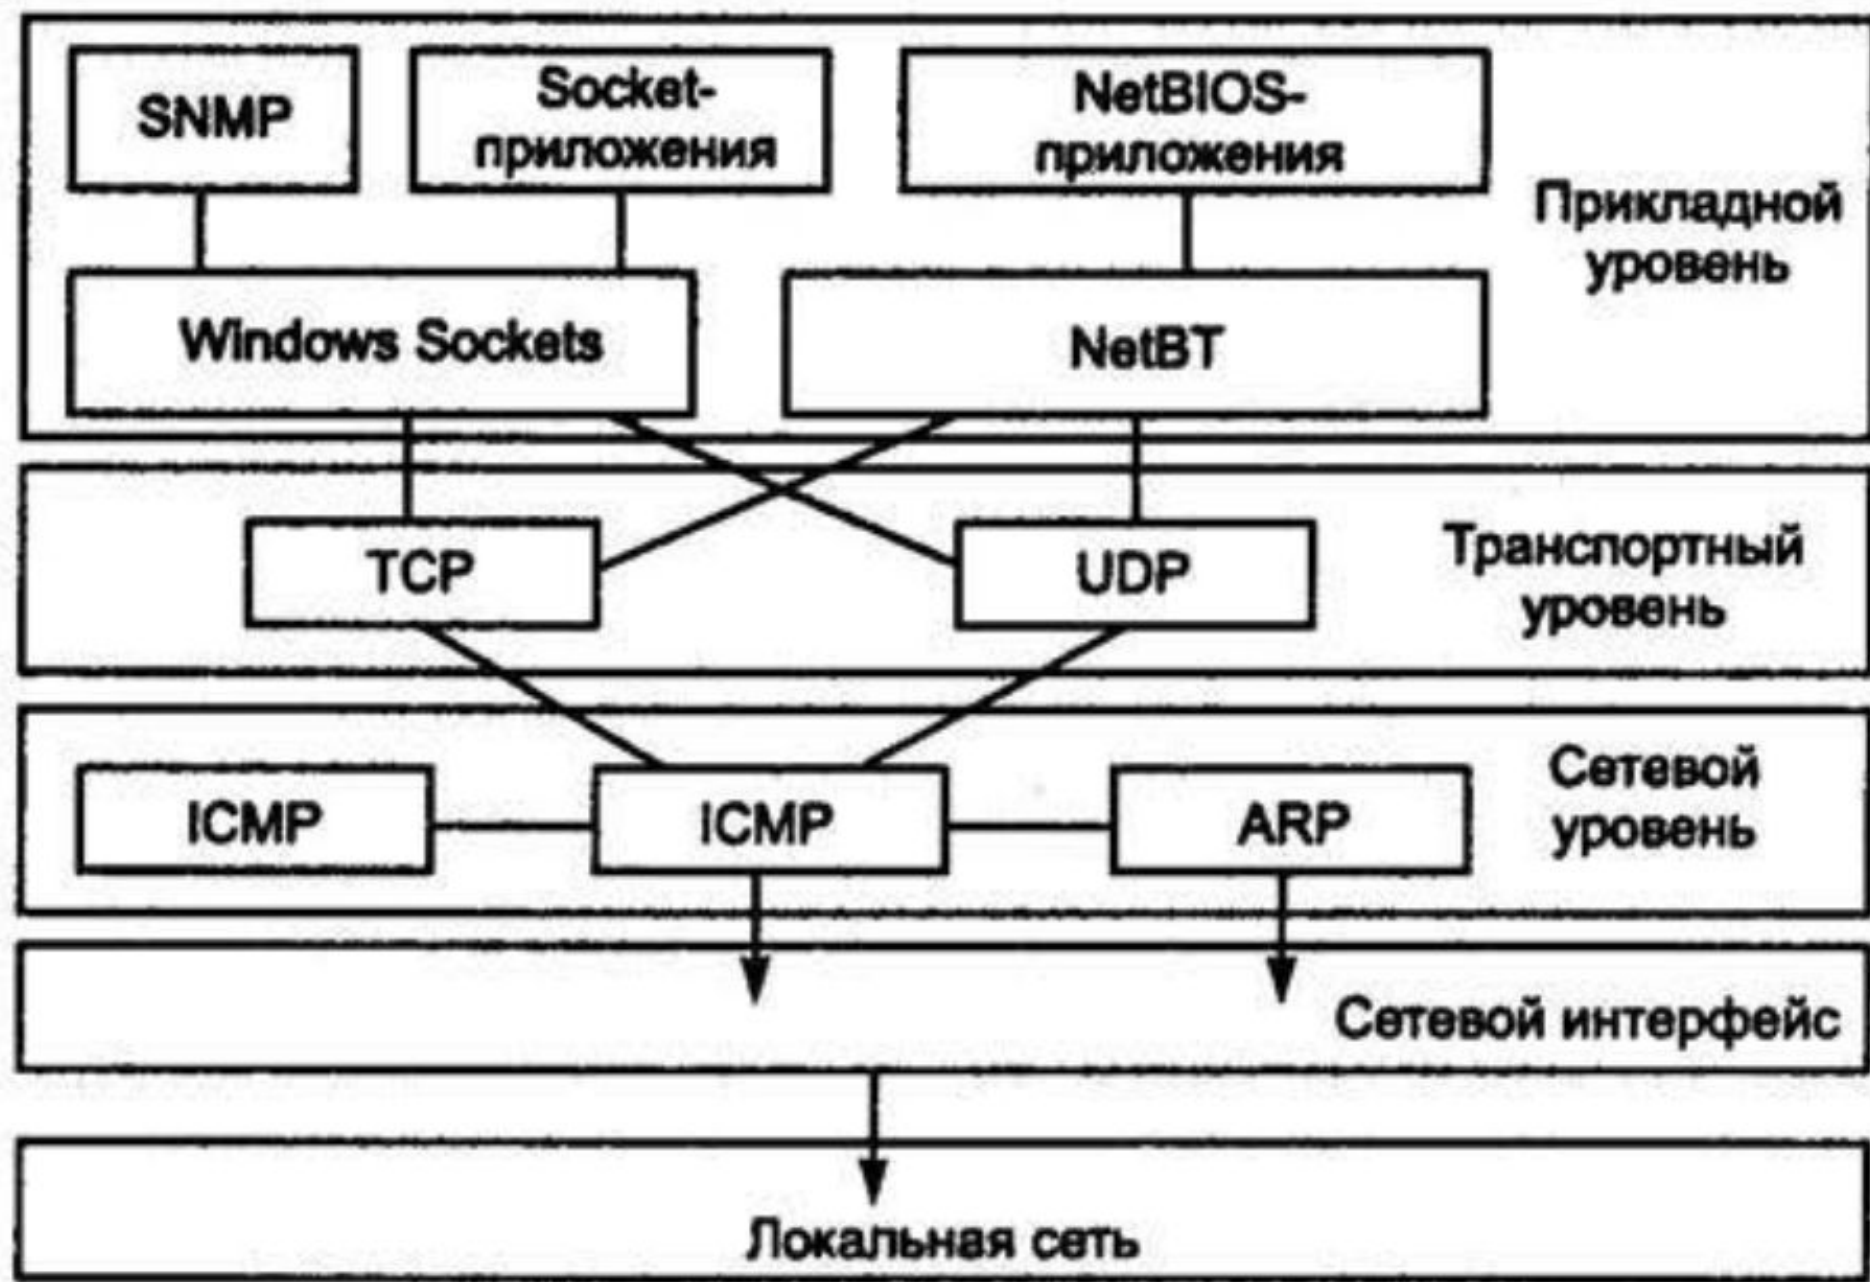 SNMP
Socket-
приложения
NetBIOS-
приложения
Прикладной
уровень
Windows Sockets
NetBT
TCP
UDP
Транспортный
уровень
ICMP
ICMP
ARP
Сетевой
уровень
Сетевой интерфейс
Локальная сеть